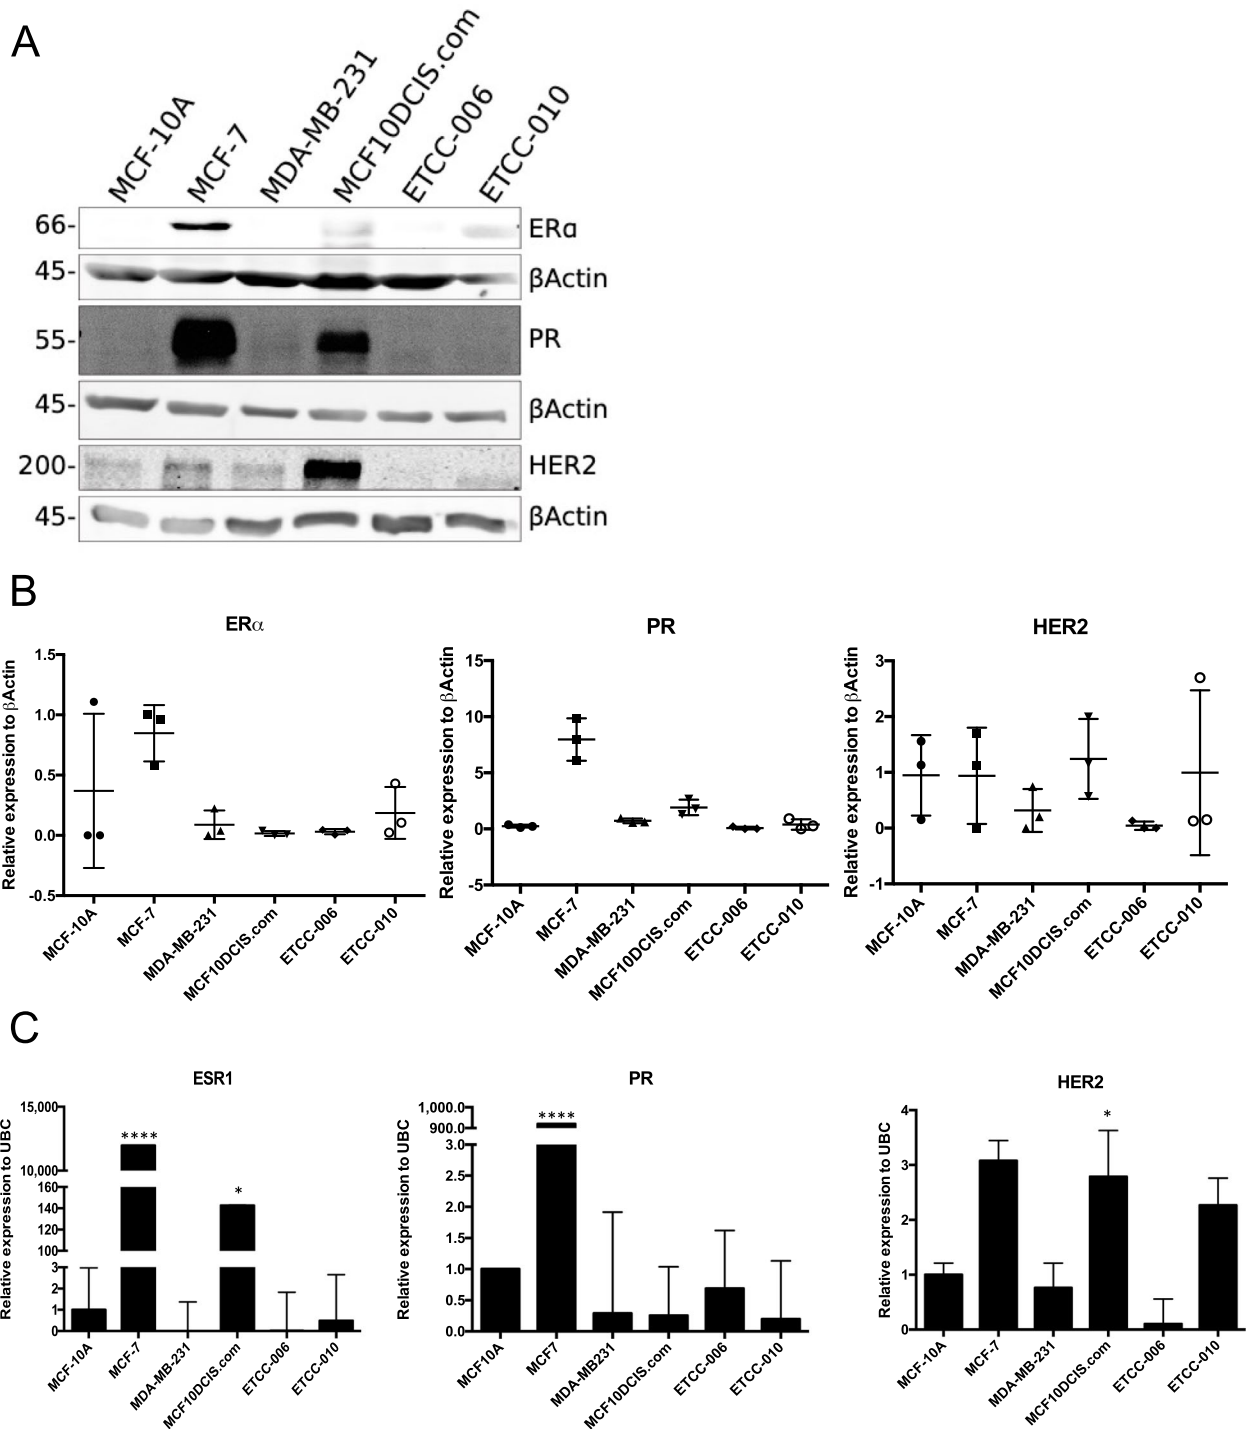 A
MCF-10A
MCF-7
MDA-MB-231
MCF10DCIS.com
ETCC-006
ETCC-010
66-
ERα
45-
βActin
55-
PR
45-
βActin
200-
HER2
45-
βActin
B
ERα
Relative expression to βActin
1.5
1.0
0.5
0.0
-0.5
MCF-10A
MCF-7
MDA-MB-231
MCF10DCIS.com
ETCC-006
ETCC-010
PR
Relative expression to βActin
15
10
5
0
-5
MCF-10A
MCF-7
MDA-MB-231
MCF10DCIS.com
ETCC-006
ETCC-010
HER2
Relative expression to βActin
3
2
1
0
-1
MCF-10A
MCF-7
MDA-MB-231
MCF10DCIS.com
ETCC-006
ETCC-010
C
ESR1
Relative expression to UBC
15,000
10,000
160
140
120
100
3
2
1
0
****
*
MCF-10A
MCF-7
MDA-MB-231
MCF10DCIS.com
ETCC-006
ETCC-010
PR
Relative expression to UBC
1,000.0
900.0
3.0
2.5
2.0
1.5
1.0
0.5
0.0
****
MCF10A
MCF7
MDA-MB231
MCF10DCIS.com
ETCC-006
ETCC-010
HER2
Relative expression to UBC
4
3
2
1
0
*
MCF-10A
MCF-7
MDA-MB-231
MCF10DCIS.com
ETCC-006
ETCC-010